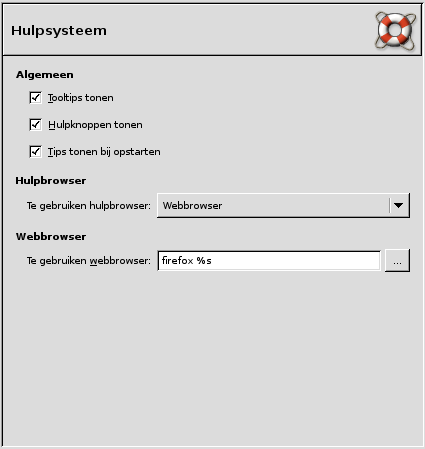 Hulpsysteem
Algemeen
Tooltips tonen
Hulpknoppen tonen
Tips tonen bij opstarten
Hulpbrowser
Te gebruiken hulpbrowser: Webbrowser
Webbrowser
Te gebruiken webbrowser: firefox %s ...